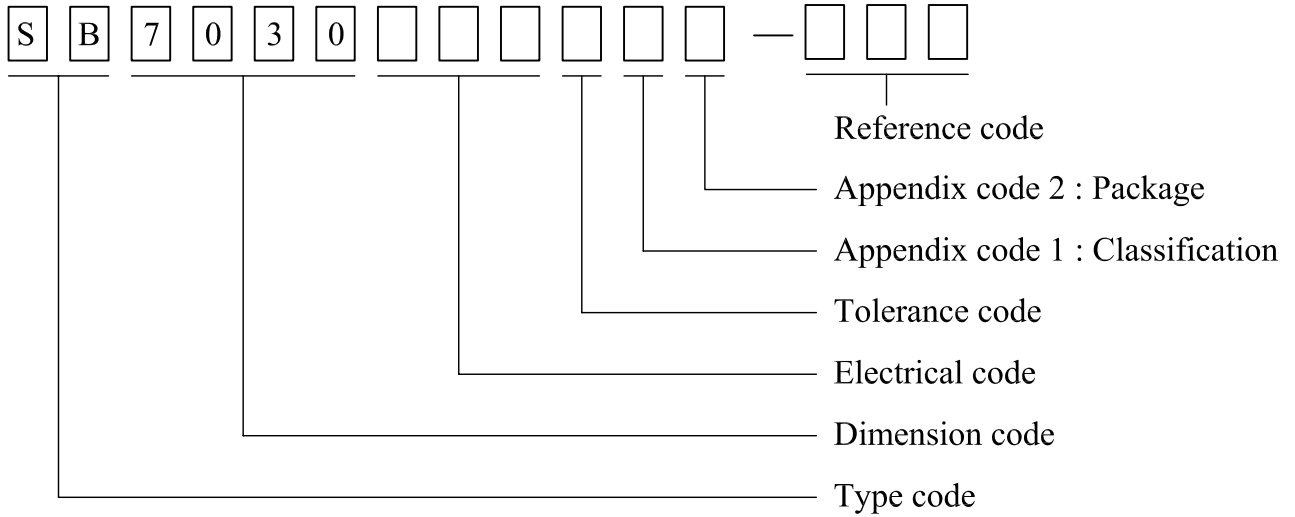 S B 7 0 3 0 —
Reference code
Appendix code 2 : Package
Appendix code 1 : Classification
Tolerance code
Electrical code
Dimension code
Type code